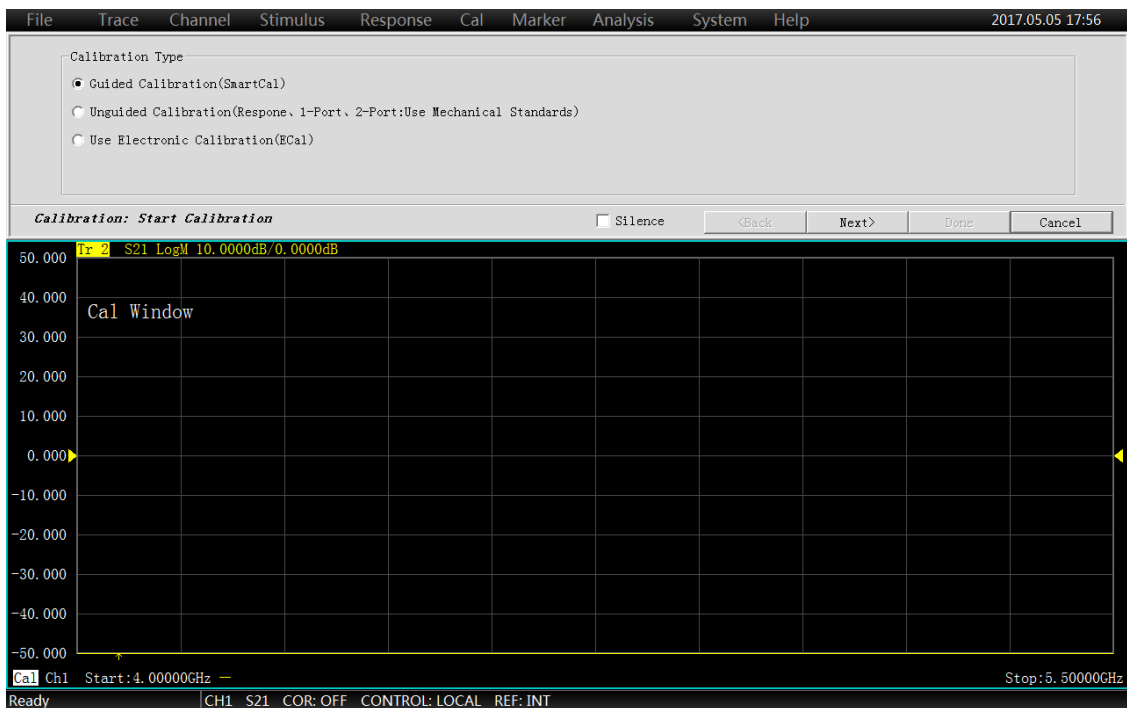 File Trace Channel Stimulus Response Cal Marker Analysis System Help 2017.05.05 17:56
Calibration Type
Guided Calibration(SmartCal)
Unguided Calibration(Respone、1-Port、2-Port:Use Mechanical Standards)
Use Electronic Calibration(ECal)
Calibration: Start Calibration Silence <Back Next> Done Cancel
Tr 2 S21 LogM 10.0000dB/0.0000dB
50.000
40.000
Cal Window
30.000
20.000
10.000
0.000
-10.000
-20.000
-30.000
-40.000
-50.000
Cal Ch1 Start:4.00000GHz — Stop:5.50000GHz
Ready CH1 S21 COR: OFF CONTROL: LOCAL REF: INT